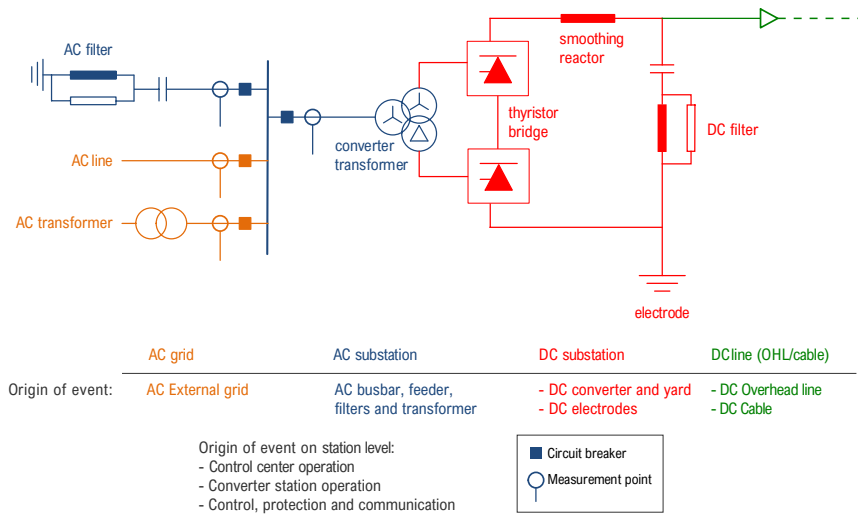 AC filter
smoothing
reactor
thyristor
bridge
DC filter
converter
transformer
AC line
AC transformer
electrode
AC grid
AC substation
DC substation
DC line (OHL/cable)
Origin of event:
AC External grid
AC busbar, feeder,
filters and transformer
- DC converter and yard
- DC electrodes
- DC Overhead line
- DC Cable
Origin of event on station level:
- Control center operation
- Converter station operation
- Control, protection and communication
Circuit breaker
Measurement point